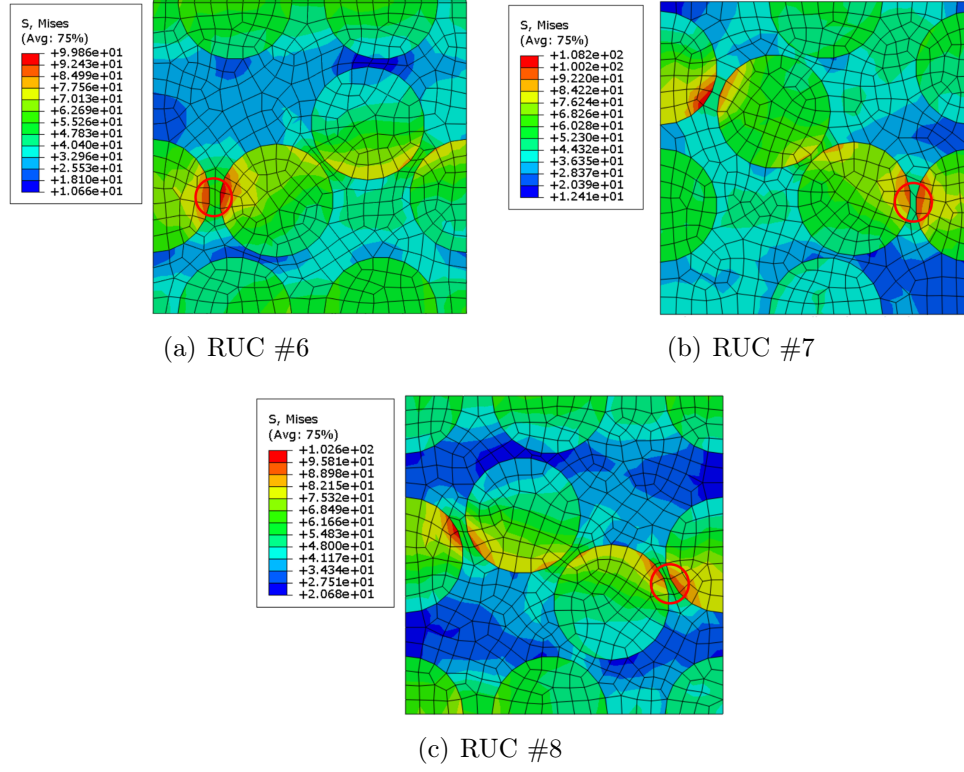 S, Mises
(Avg: 75%)
+9.986e+01
+9.243e+01
+8.499e+01
+7.756e+01
+7.013e+01
+6.269e+01
+5.526e+01
+4.783e+01
+4.040e+01
+3.296e+01
+2.553e+01
+1.810e+01
+1.066e+01
S, Mises
(Avg: 75%)
+1.082e+02
+1.002e+02
+9.220e+01
+8.422e+01
+7.624e+01
+6.826e+01
+6.028e+01
+5.230e+01
+4.432e+01
+3.635e+01
+2.837e+01
+2.039e+01
+1.241e+01
(a) RUC #6
(b) RUC #7
S, Mises
(Avg: 75%)
+1.026e+02
+9.581e+01
+8.898e+01
+8.215e+01
+7.532e+01
+6.849e+01
+6.166e+01
+5.483e+01
+4.800e+01
+4.117e+01
+3.434e+01
+2.751e+01
+2.068e+01
(c) RUC #8